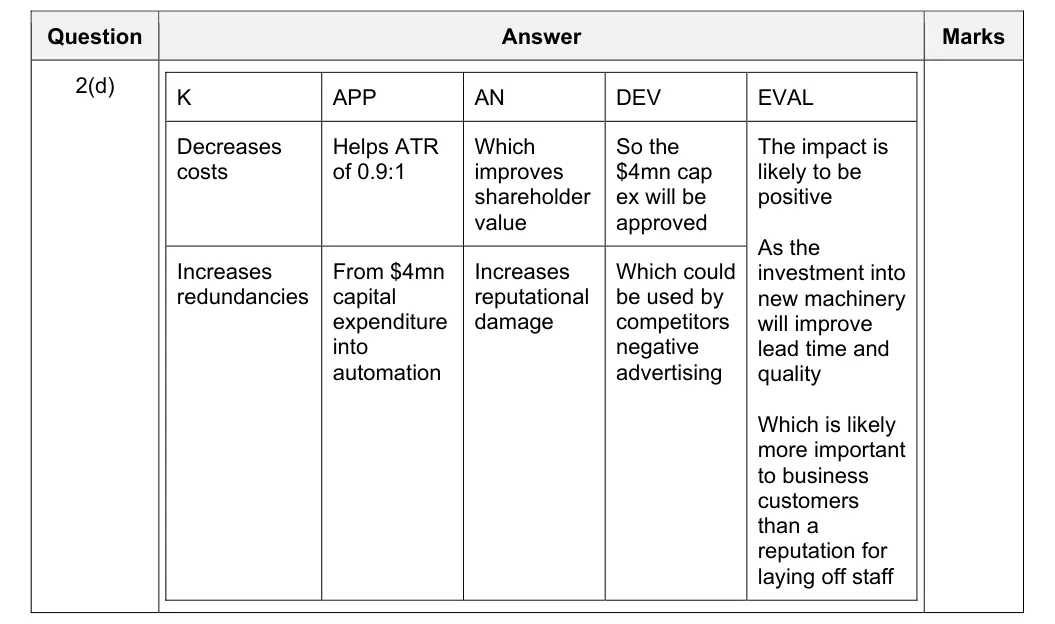 Question Answer Marks
2(d)
K APP AN DEV EVAL
Decreases
costs
Helps ATR
of 0.9:1
Which
improves
shareholder
value
So the
$4mn cap
ex will be
approved
The impact is
likely to be
positive
As the
investment into
new machinery
will improve
lead time and
quality
Which is likely
more important
to business
customers
than a
reputation for
laying off staff
Increases
redundancies
From $4mn
capital
expenditure
into
automation
Increases
reputational
damage
Which could
be used by
competitors
negative
advertising